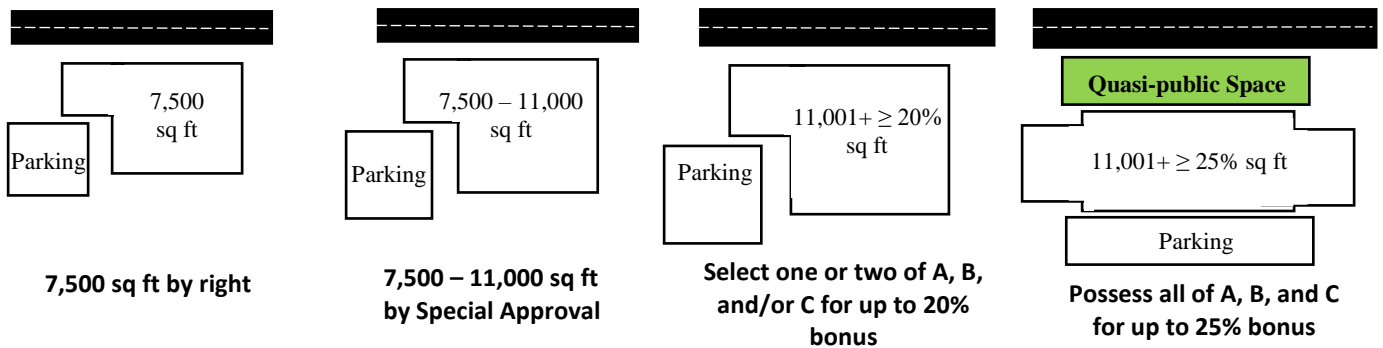 7,500
sq ft
Parking
7,500 sq ft by right
7,500 – 11,000
sq ft
Parking
7,500 – 11,000 sq ft
by Special Approval
11,001+ ≥ 20%
sq ft
Parking
Select one or two of A, B,
and/or C for up to 20%
bonus
Quasi-public Space
11,001+ ≥ 25% sq ft
Parking
Possess all of A, B, and C
for up to 25% bonus